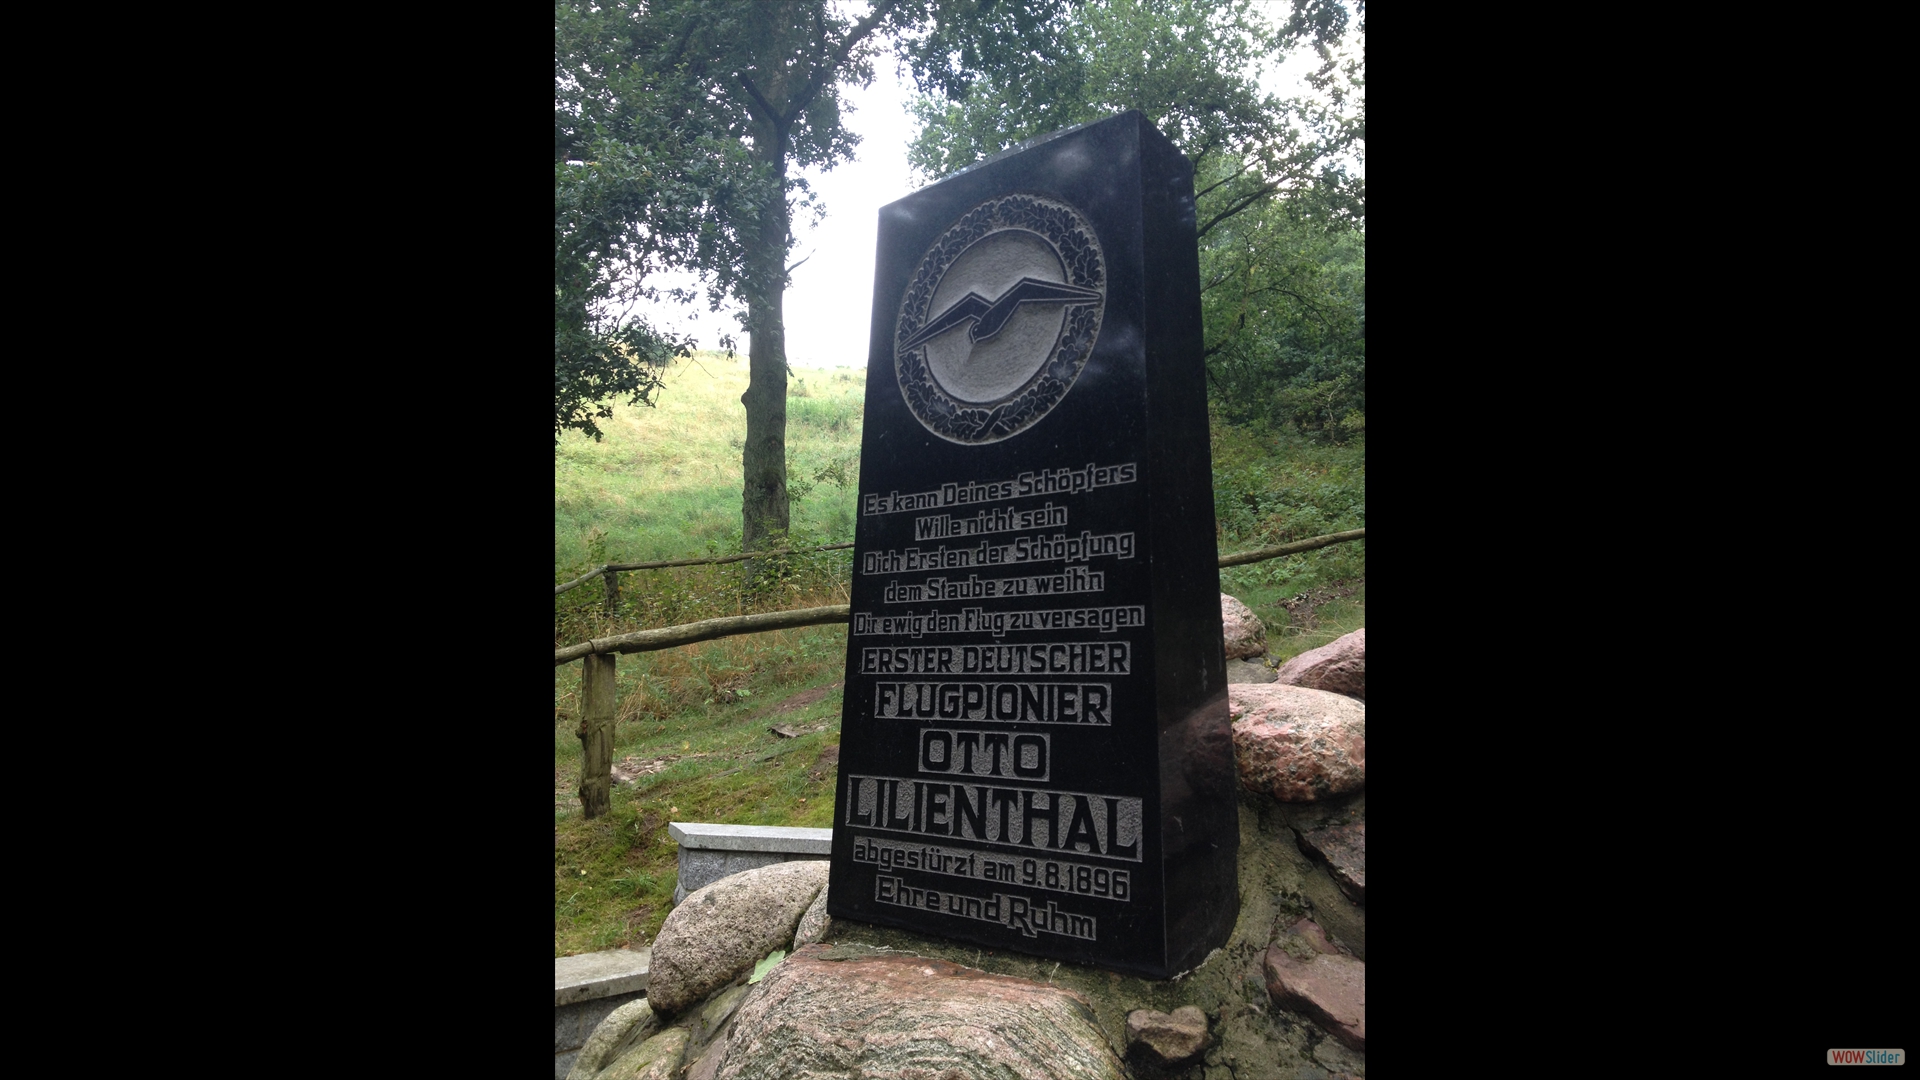 Es kann Deines Schöpfers
Wille nicht sein
Dich Ersten der Schöpfung
dem Staube zu weih'n
Dir ewig den Flug zu versagen
ERSTER DEUTSCHER
FLUGPIONIER
OTTO
LILIENTHAL
abgestürzt am 9.8.1896
Ehre und Ruhm
WOWSlider